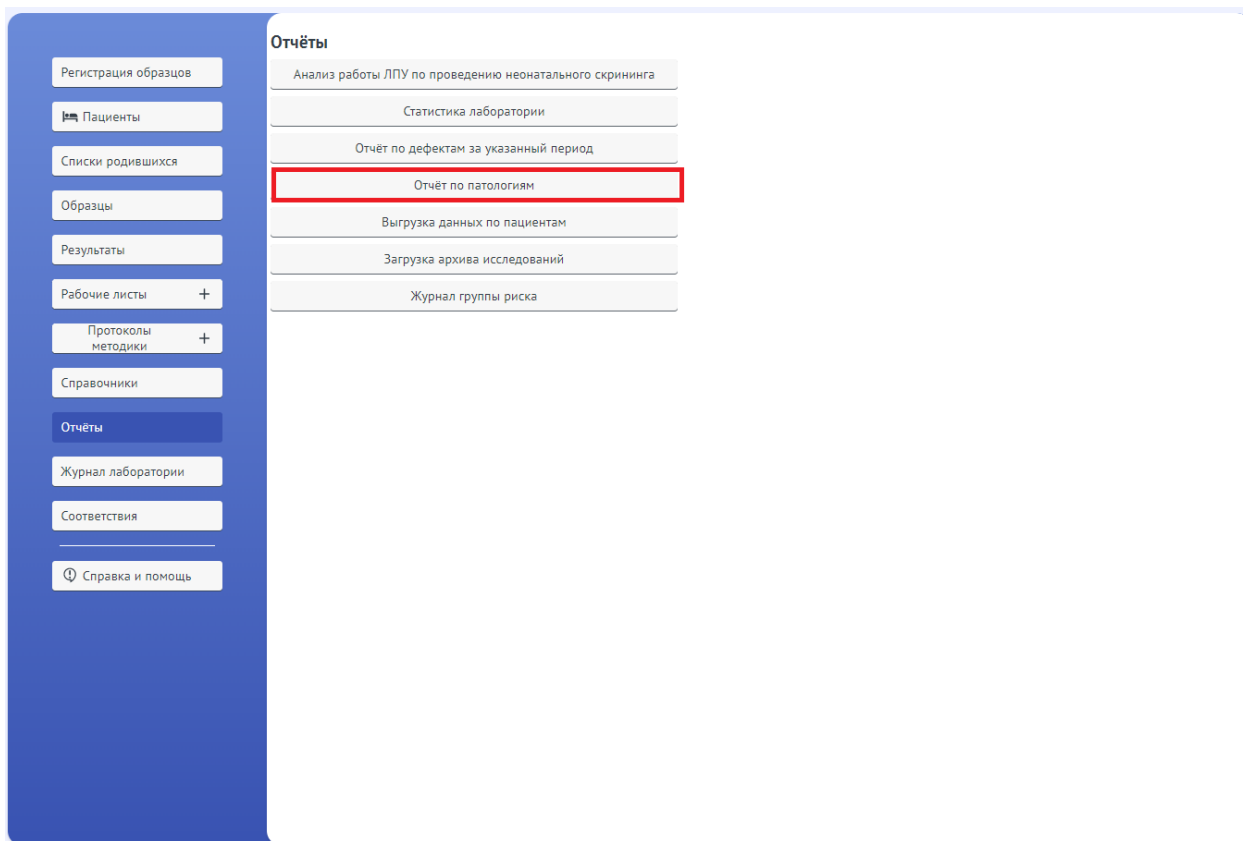 Регистрация образцов
Пациенты
Списки родившихся
Образцы
Результаты
Рабочие листы +
Протоколы
методики +
Справочники
Отчёты
Журнал лаборатории
Соответствия
Справка и помощь
Отчёты
Анализ работы ЛПУ по проведению неонатального скрининга
Статистика лаборатории
Отчёт по дефектам за указанный период
Отчёт по патологиям
Выгрузка данных по пациентам
Загрузка архива исследований
Журнал группы риска